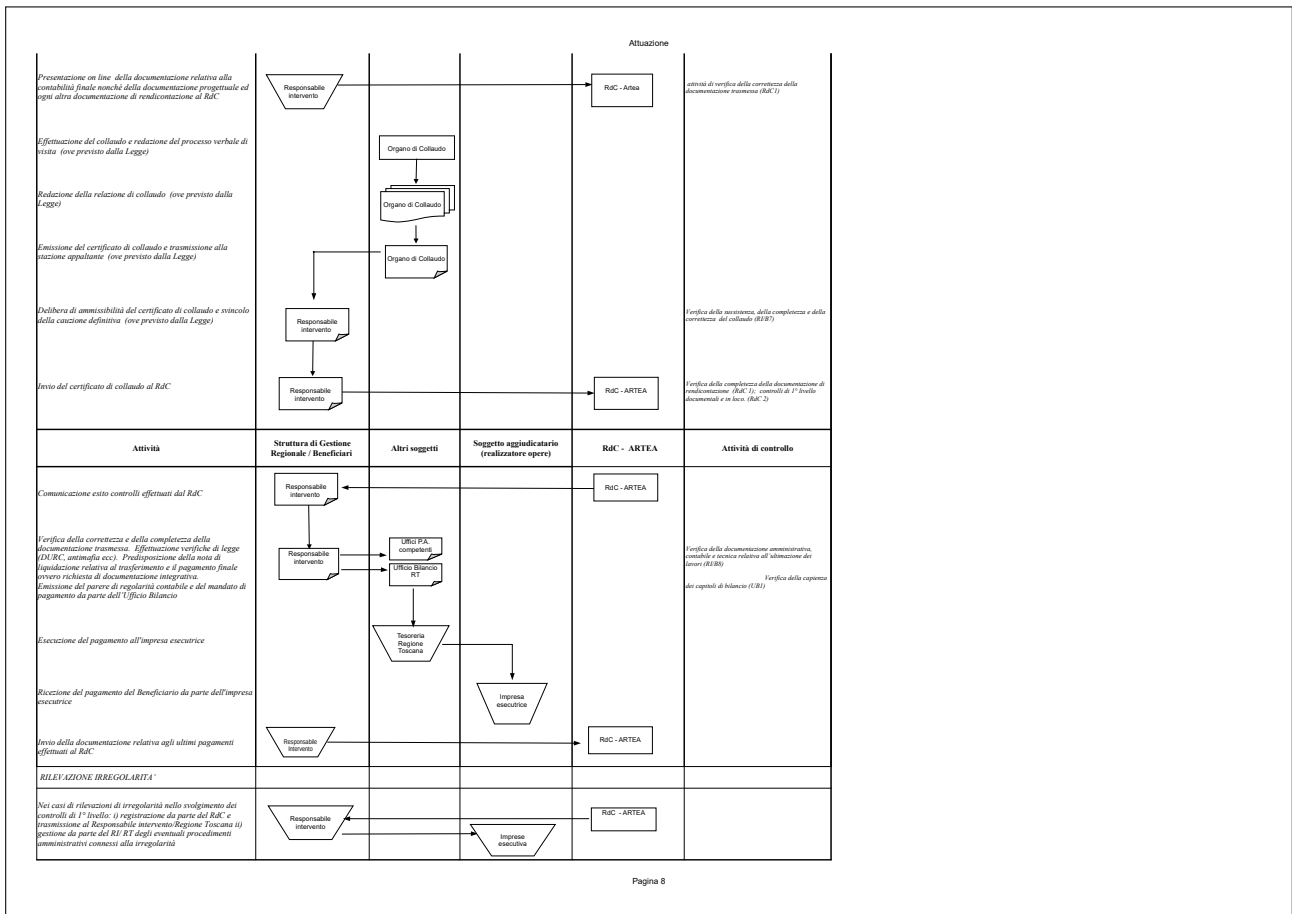 Attuazione
Presentazione on line della documentazione relativa alla
contabilità finale nonchè della documentazione progettuale ed
ogni altra documentazione di rendicontazione al RdC
Responsabile
intervento
RdC - Artea
attività di verifica della correttezza della
documentazione trasmessa (RdC1)
Effettuazione del collaudo e redazione del processo verbale di
visita (ove previsto dalla Legge)
Organo di Collaudo
Redazione della relazione di collaudo (ove previsto dalla
Legge)
Organo di Collaudo
Emissione del certificato di collaudo e trasmissione alla
stazione appaltante (ove previsto dalla Legge)
Organo di Collaudo
Delibera di ammissibilità del certificato di collaudo e svincolo
della cauzione definitiva (ove previsto dalla Legge)
Responsabile
intervento
Verifica della sussistenza, della completezza e della
correttezza del collaudo (RI/B7)
Invio del certificato di collaudo al RdC
Responsabile
intervento
RdC - ARTEA
Verifica della completezza della documentazione di
rendicontazione (RdC 1); controlli di 1° livello
documentali e in loco. (RdC 2)
Attività
Struttura di Gestione
Regionale / Beneficiari
Altri soggetti
Soggetto aggiudicatario
(realizzatore opere)
RdC - ARTEA
Attività di controllo
Comunicazione esito controlli effettuati dal RdC
Responsabile
intervento
RdC - ARTEA
Verifica della correttezza e della completezza della
documentazione trasmessa. Effettuazione verifiche di legge
(DURC, antimafia ecc). Predisposizione della nota di
liquidazione relativa al trasferimento e il pagamento finale
ovvero richiesta di documentazione integrativa.
Emissione del parere di regolarità contabile e del mandato di
pagamento da parte dell'Ufficio Bilancio
Responsabile
intervento
Uffici P.A.
competenti
Ufficio Bilancio
RT
Verifica della documentazione amministrativa,
contabile e tecnica relativa all'ultimazione dei
lavori (RI/B8)
Verifica della capienza
dei capitoli di bilancio (UB1)
Esecuzione del pagamento all'impresa esecutrice
Tesoreria
Regione
Toscana
Ricezione del pagamento del Beneficiario da parte dell'impresa
esecutrice
Impresa
esecutrice
Invio della documentazione relativa agli ultimi pagamenti
effettuati al RdC
Responsabile
Intervento
RdC - ARTEA
RILEVAZIONE IRREGOLARITA'
Nei casi di rilevazioni di irregolarità nello svolgimento dei
controlli di 1° livello: i) registrazione da parte del RdC e
trasmissione al Responsabile intervento/Regione Toscana ii)
gestione da parte del RI/ RT degli eventuali procedimenti
amministrativi connessi alla irregolarità
Responsabile
intervento
RdC - ARTEA
Imprese
esecutiva
Pagina 8